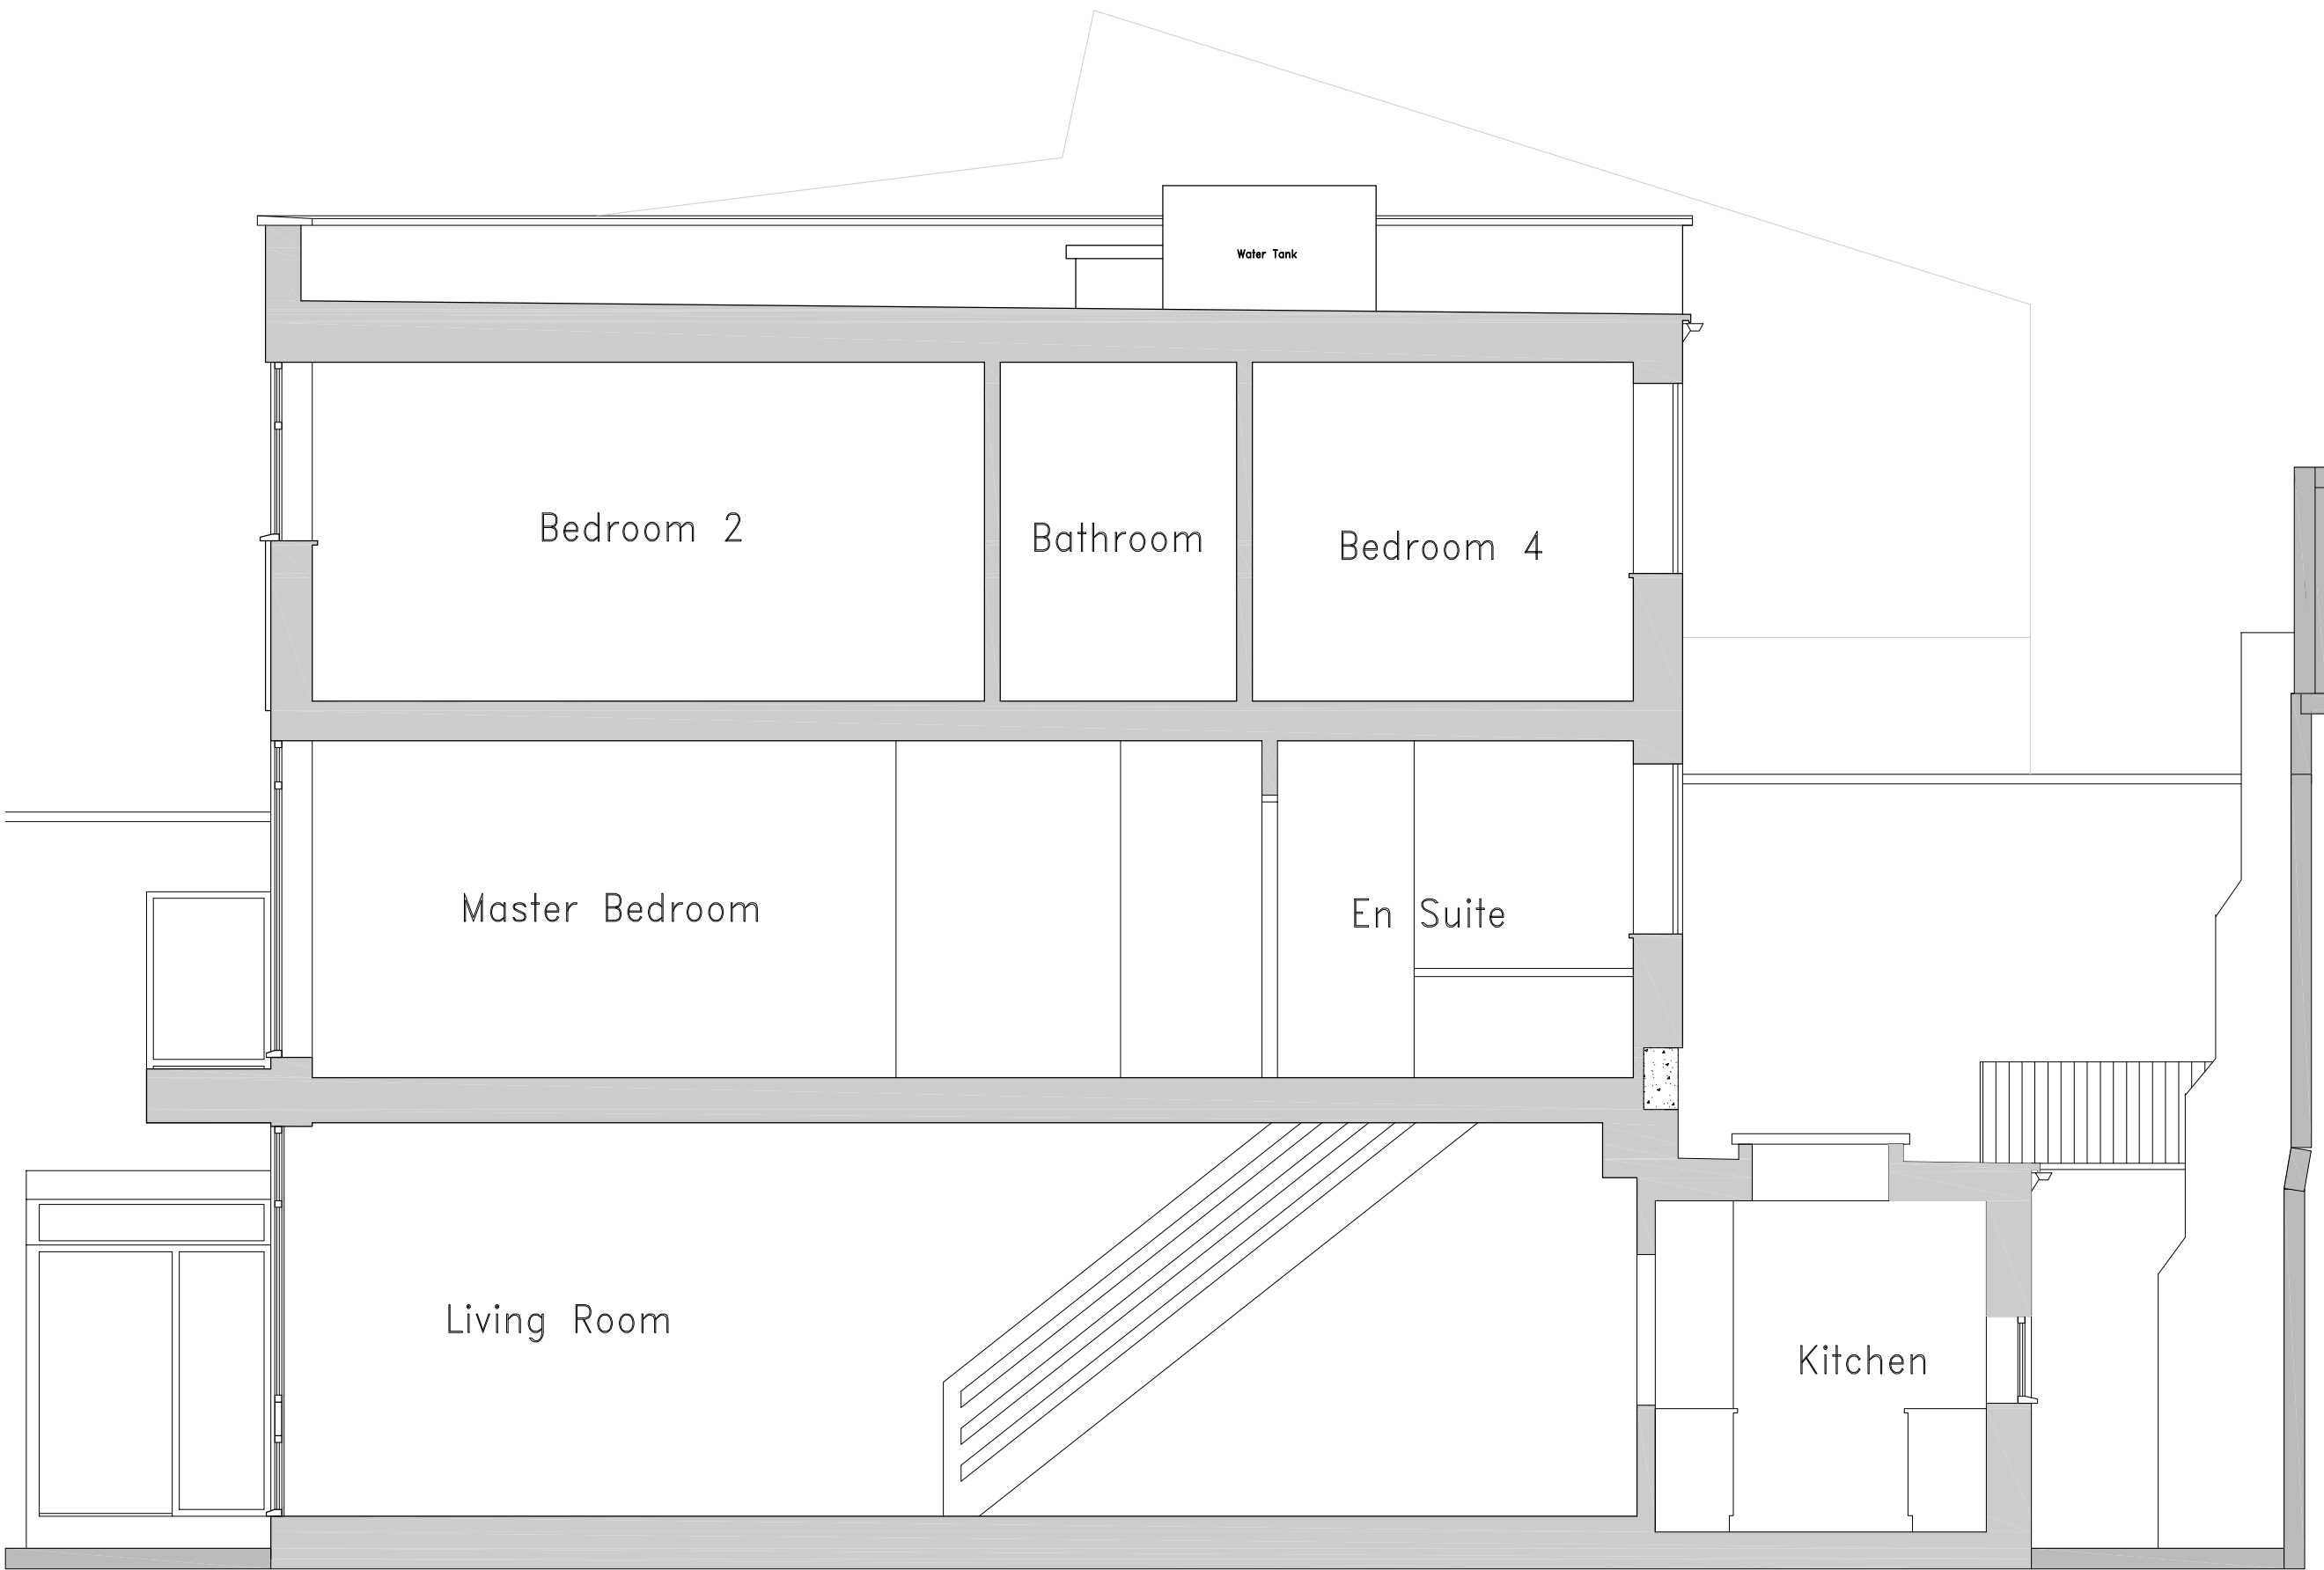 Water Tank
Bedroom 2
Bathroom
Bedroom 4
Master Bedroom
En Suite
Living Room
Kitchen